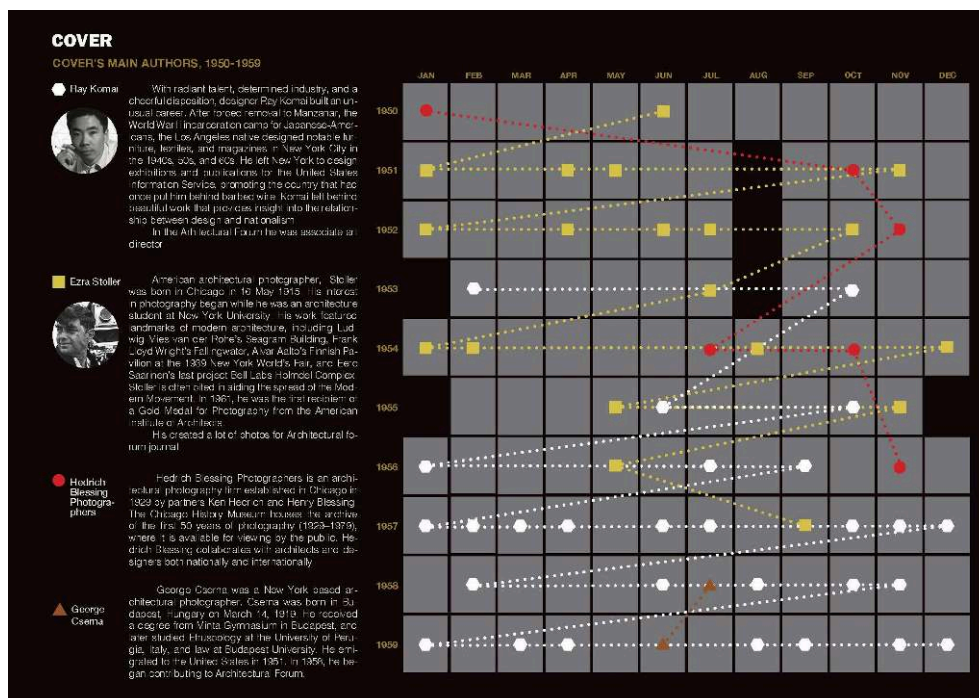 COVER
COVER'S MAIN AUTHORS, 1950-1959
JAN FEB MAR APR MAY JUN JUL AUG SEP OCT NOV DEC
Ray Komai
With radiant talent, determined industry, and a
cheerful disposition, designer Ray Komai built an un-
usual career. After forced removal to Manzanar, the
World War II incarceration camp for Japanese-Amer-
icans, the Los Angeles native designed notable fur-
niture, textiles, and magazines in New York City in
the 1940s, 50s, and 60s. He left New York to design
exhibitions and publications for the United States
Information Service, promoting the country that had
once put him behind barbed wire. Komai left behind
beautiful work that provides insight into the relation-
ship between design and nationalism
In the Arhitectural Forum he was associate art
director
Ezra Stoller
American architectural photographer, Stoller
was born in Chicago in 16 May 1915. His interest
in photography began while he was an architecture
student at New York University. His work featured
landmarks of modern architecture, including Lud-
wig Mies van der Rohe's Seagram Building, Frank
Lloyd Wright's Fallingwater, Alvar Aalto's Finnish Pa-
vilion at the 1939 New York World's Fair, and Eero
Saarinen's last project Bell Labs Holmdel Complex.
Stoller is often cited in aiding the spread of the Mod-
ern Movement. In 1961, he was the first recipient of
a Gold Medal for Photography from the American
Institute of Architects
His created a lot of photos for Architectural fo-
rum journal
Hedrich
Blessing
Photogra-
phers
Hedrich Blessing Photographers is an archi-
tectural photography firm established in Chicago in
1929 by partners Ken Hedrich and Henry Blessing.
The Chicago History Museum houses the archive
of the first 50 years of photography (1929–1979),
where it is available for viewing by the public. He-
drich Blessing collaborates with architects and de-
signers both nationally and internationally
George
Cserna
George Cserna was a New York based ar-
chitectural photographer. Cserna was born in Bu-
dapest, Hungary on March 14, 1919. He received
a degree from Minta Gymnasium in Budapest, and
later studied Etruscology at the University of Peru-
gia, Italy, and law at Budapest University. He emi-
grated to the United States in 1951. In 1958, he be-
gan contributing to Architectural Forum.
1950
1951
1952
1953
1954
1955
1956
1957
1958
1959